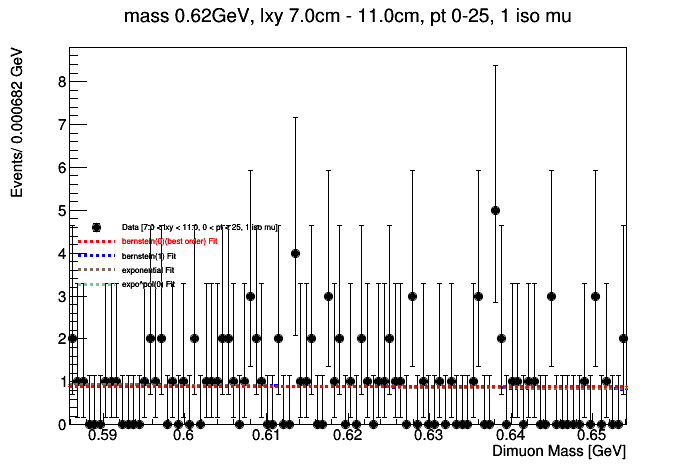 mass 0.62GeV, lxy 7.0cm - 11.0cm, pt 0-25, 1 iso mu
Events/ 0.000682 GeV
8
7
6
5
4
3
2
1
0
Data [7.0 < lxy < 11.0, 0 < pt < 25, 1 iso mu]
bernstein(0)(best order) Fit
bernstein(1) Fit
exponential Fit
expo*pol(0) Fit
0.59 0.6 0.61 0.62 0.63 0.64 0.65
Dimuon Mass [GeV]